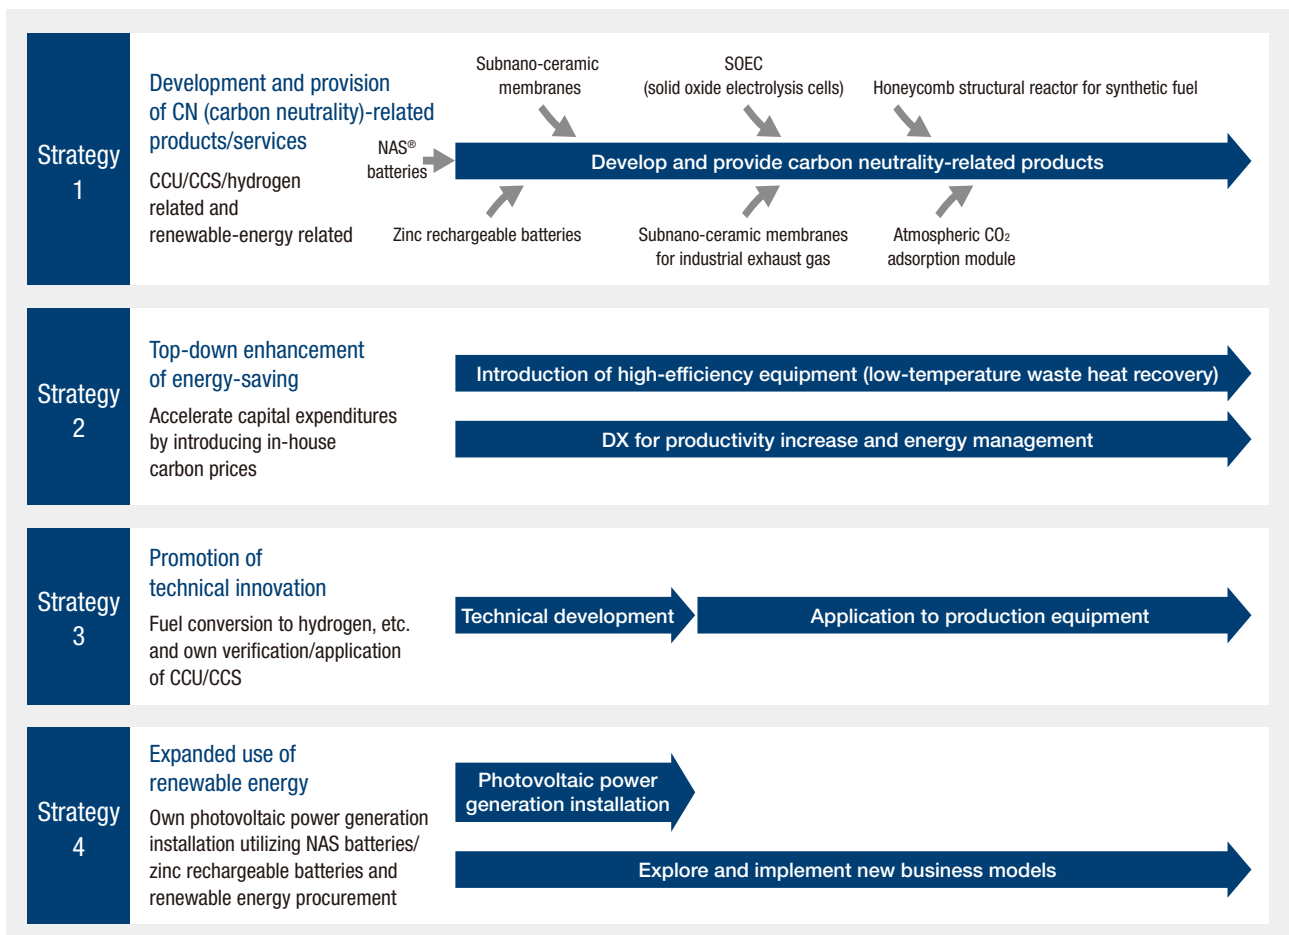 Strategy
1
Development and provision
of CN (carbon neutrality)-related
products/services
CCU/CCS/hydrogen
related and
renewable-energy related
Subnano-ceramic
membranes
SOEC
(solid oxide electrolysis cells)
Honeycomb structural reactor for synthetic fuel
NAS®
batteries
Develop and provide carbon neutrality-related products
Zinc rechargeable batteries
Subnano-ceramic membranes
for industrial exhaust gas
Atmospheric CO₂
adsorption module
Strategy
2
Top-down enhancement
of energy-saving
Accelerate capital expenditures
by introducing in-house
carbon prices
Introduction of high-efficiency equipment (low-temperature waste heat recovery)
DX for productivity increase and energy management
Strategy
3
Promotion of
technical innovation
Fuel conversion to hydrogen, etc.
and own verification/application
of CCU/CCS
Technical development
Application to production equipment
Strategy
4
Expanded use of
renewable energy
Own photovoltaic power generation
installation utilizing NAS batteries/
zinc rechargeable batteries and
renewable energy procurement
Photovoltaic power
generation installation
Explore and implement new business models